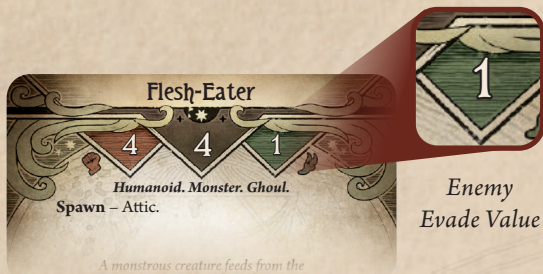 Flesh-Eater
4 4 1
Humanoid. Monster. Ghoul.
Spawn – Attic.
A monstrous creature feeds from the
1
Enemy
Evade Value